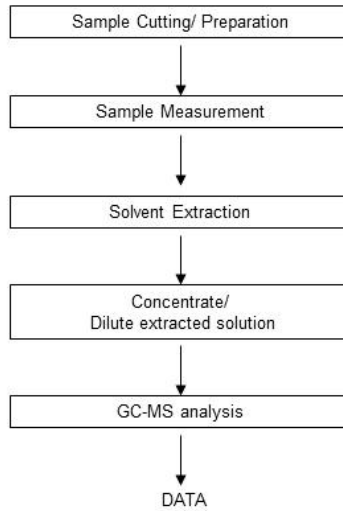 Sample Cutting/ Preparation
Sample Measurement
Solvent Extraction
Concentrate/
Dilute extracted solution
GC-MS analysis
DATA